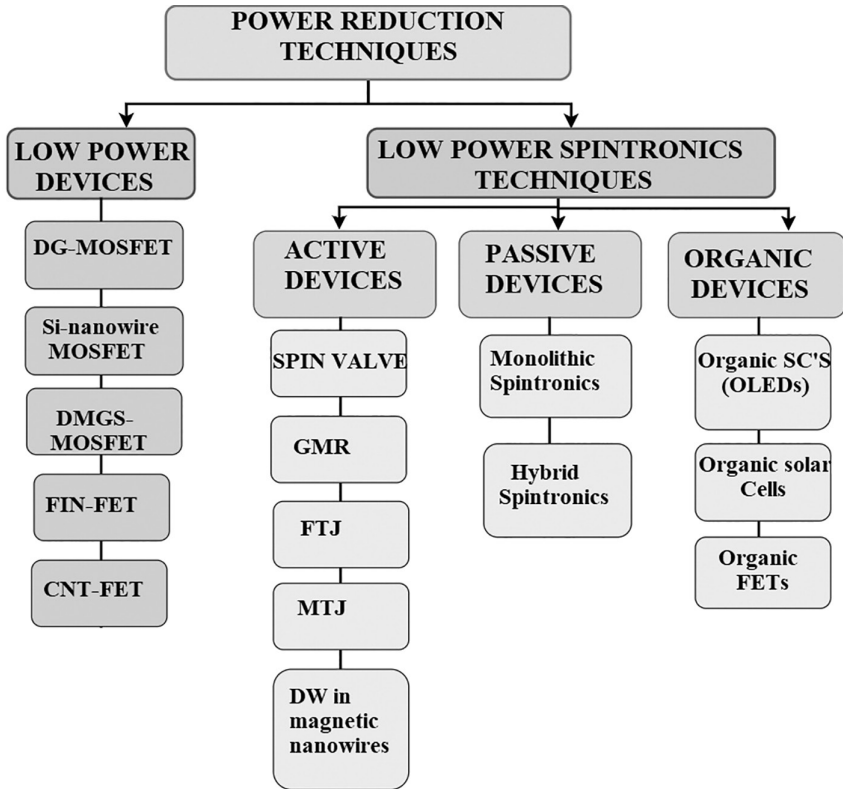 POWER REDUCTION
TECHNIQUES
LOW POWER
DEVICES
LOW POWER SPINTRONICS
TECHNIQUES
DG-MOSFET
Si-nanowire
MOSFET
DMGS-
MOSFET
FIN-FET
CNT-FET
ACTIVE
DEVICES
SPIN VALVE
GMR
FTJ
MTJ
DW in
magnetic
nanowires
PASSIVE
DEVICES
Monolithic
Spintronics
Hybrid
Spintronics
ORGANIC
DEVICES
Organic SC'S
(OLEDs)
Organic solar
Cells
Organic
FETs